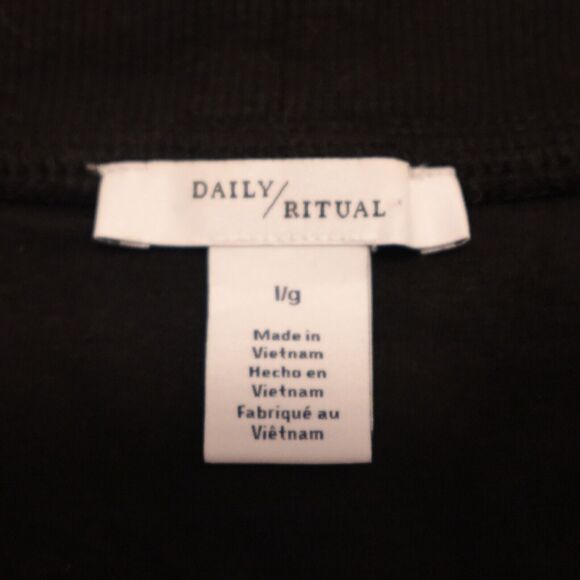 DAILY/
RITUAL
l/g
Made in
Vietnam
Hecho en
Vietnam
Fabriqué au
Viêtnam